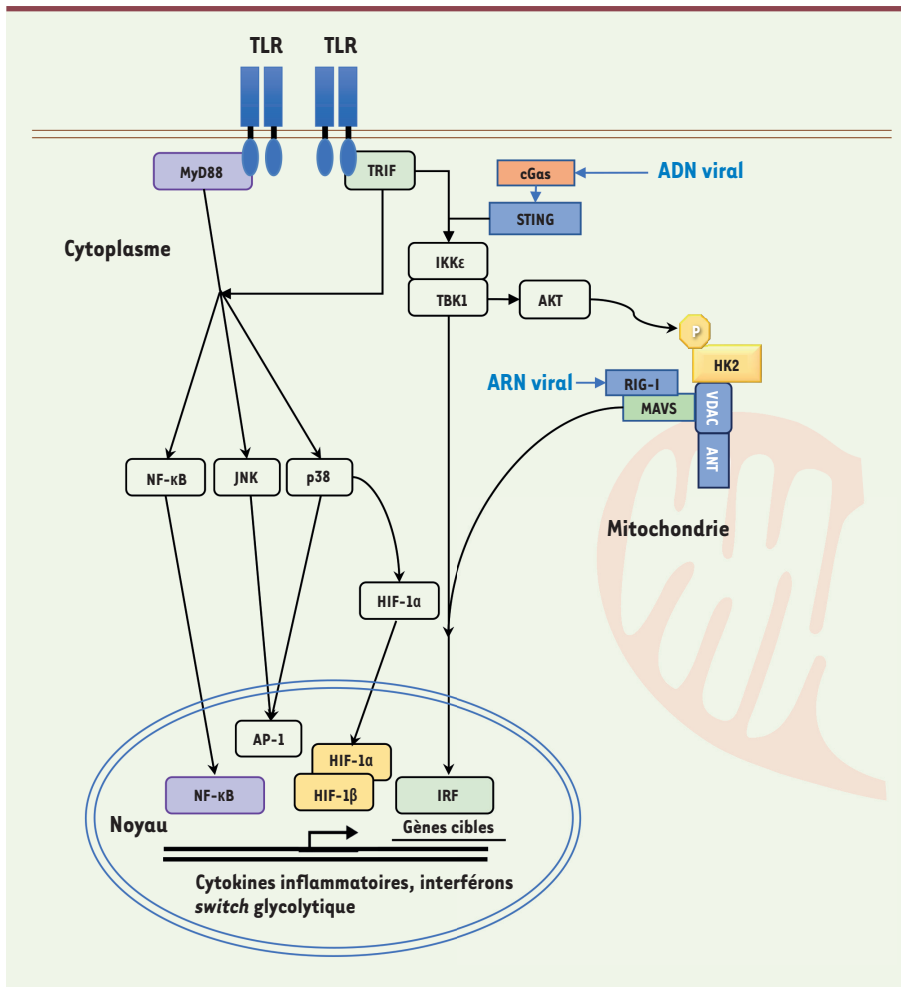 TLR TLR
MyD88
TRIF
cGas
ADN viral
STING
Cytoplasme
IKKε
TBK1
AKT
P
HK2
ARN viral
RIG-I
MAVS
VDAC
ANT
NF-κB
JNK
p38
Mitochondrie
HIF-1α
AP-1
HIF-1α
NF-κB
HIF-1β
IRF
Noyau
Gènes cibles
Cytokines inflammatoires, interférons
switch glycolytique